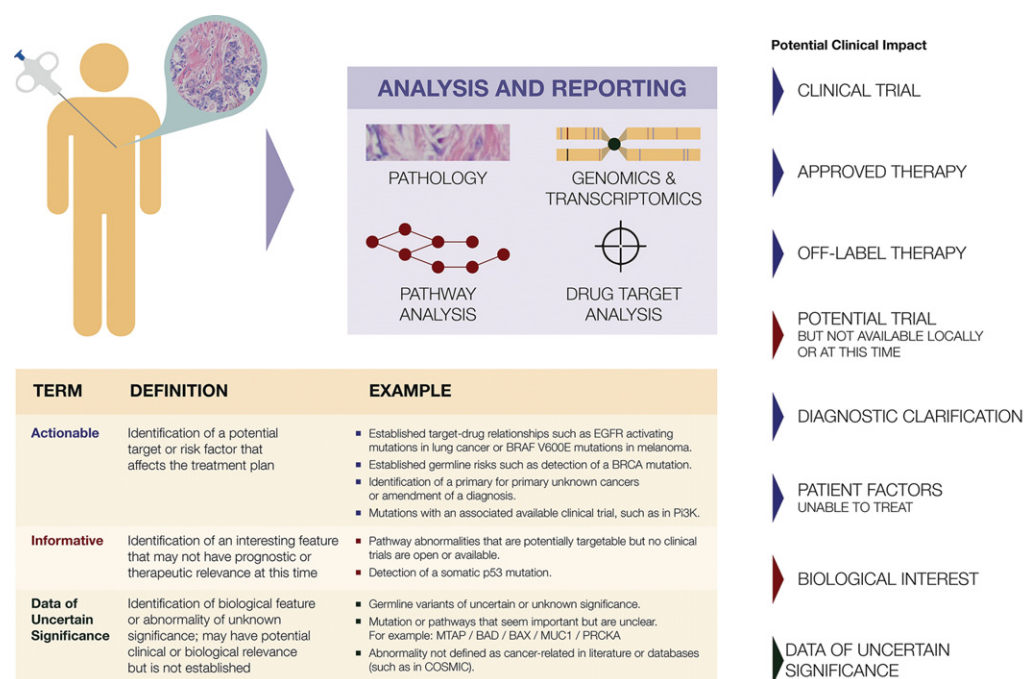 ANALYSIS AND REPORTING
PATHOLOGY
GENOMICS &
TRANSCRIPTOMICS
PATHWAY
ANALYSIS
DRUG TARGET
ANALYSIS
Potential Clinical Impact
CLINICAL TRIAL
APPROVED THERAPY
OFF-LABEL THERAPY
POTENTIAL TRIAL
BUT NOT AVAILABLE LOCALLY
OR AT THIS TIME
DIAGNOSTIC CLARIFICATION
PATIENT FACTORS
UNABLE TO TREAT
BIOLOGICAL INTEREST
DATA OF UNCERTAIN
SIGNIFICANCE
TERM
DEFINITION
EXAMPLE
Actionable
Identification of a potential
target or risk factor that
affects the treatment plan
Established target-drug relationships such as EGFR activating
mutations in lung cancer or BRAF V600E mutations in melanoma.
Established germline risks such as detection of a BRCA mutation.
Identification of a primary for primary unknown cancers
or amendment of a diagnosis.
Mutations with an associated available clinical trial, such as in PI3K.
Informative
Identification of an interesting feature
that may not have prognostic or
therapeutic relevance at this time
Pathway abnormalities that are potentially targetable but no clinical
trials are open or available.
Detection of a somatic p53 mutation.
Data of
Uncertain
Significance
Identification of biological feature
or abnormality of unknown
significance; may have potential
clinical or biological relevance
but is not established
Germline variants of uncertain or unknown significance.
Mutation or pathways that seem important but are unclear.
For example: MTAP / BAD / BAX / MUC1 / PRCKA
Abnormality not defined as cancer-related in literature or databases
(such as in COSMIC).